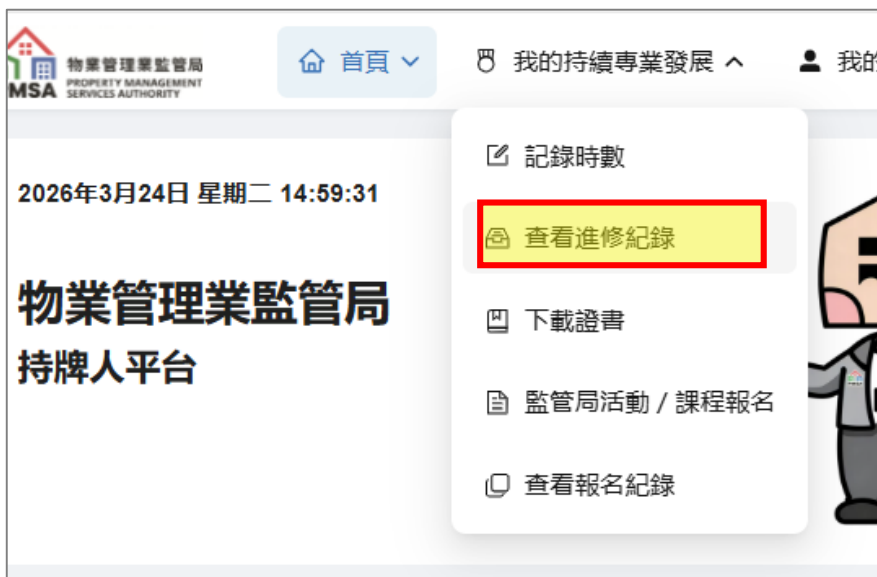 物業管理業監管局
PROPERTY MANAGEMENT
SERVICES AUTHORITY
MSA
首頁
我的持續專業發展
我的
記錄時數
查看進修紀錄
下載證書
監管局活動 / 課程報名
查看報名紀錄
2026年3月24日 星期二 14:59:31
物業管理業監管局
持牌人平台